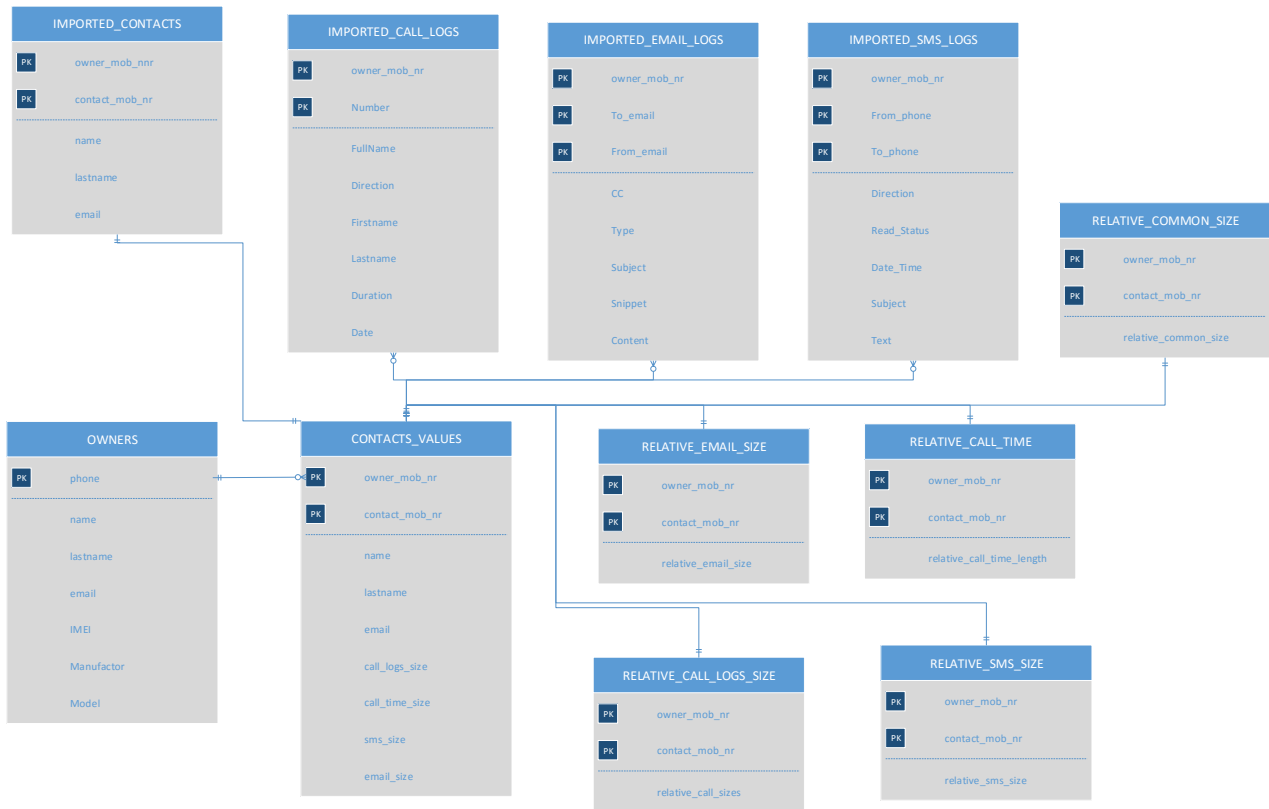 IMPORTED_CONTACTS
PK owner_mob_nnr
PK contact_mob_nr
name
lastname
email
IMPORTED_CALL_LOGS
PK owner_mob_nr
PK Number
FullName
Direction
Firstname
Lastname
Duration
Date
IMPORTED_EMAIL_LOGS
PK owner_mob_nr
PK To_email
PK From_email
CC
Type
Subject
Snippet
Content
IMPORTED_SMS_LOGS
PK owner_mob_nr
PK From_phone
PK To_phone
Direction
Read_Status
Date_Time
Subject
Text
RELATIVE_COMMON_SIZE
PK owner_mob_nr
PK contact_mob_nr
relative_common_size
OWNERS
PK phone
name
lastname
email
IMEI
Manufactor
Model
CONTACTS_VALUES
PK owner_mob_nr
PK contact_mob_nr
name
lastname
email
call_logs_size
call_time_size
sms_size
email_size
RELATIVE_EMAIL_SIZE
PK owner_mob_nr
PK contact_mob_nr
relative_email_size
RELATIVE_CALL_TIME
PK owner_mob_nr
PK contact_mob_nr
relative_call_time_length
RELATIVE_CALL_LOGS_SIZE
PK owner_mob_nr
PK contact_mob_nr
relative_call_sizes
RELATIVE_SMS_SIZE
PK owner_mob_nr
PK contact_mob_nr
relative_sms_size